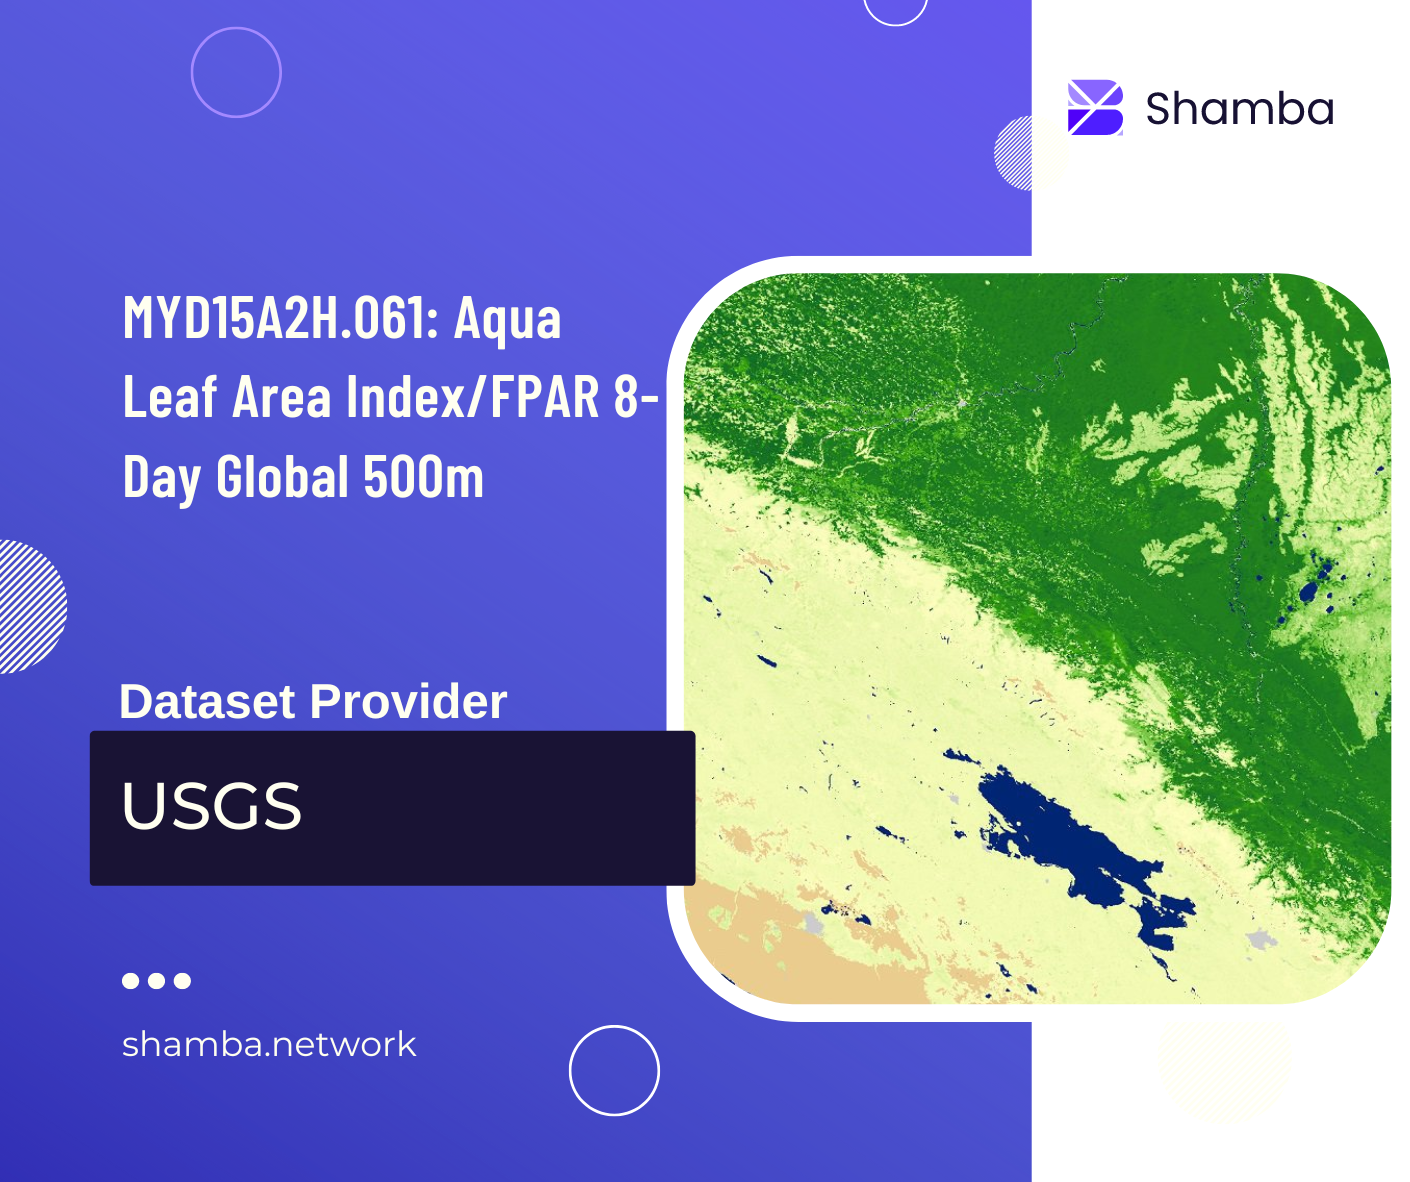 Shamba
MYD15A2H.061: Aqua
Leaf Area Index/FPAR 8-
Day Global 500m
Dataset Provider
USGS
shamba.network